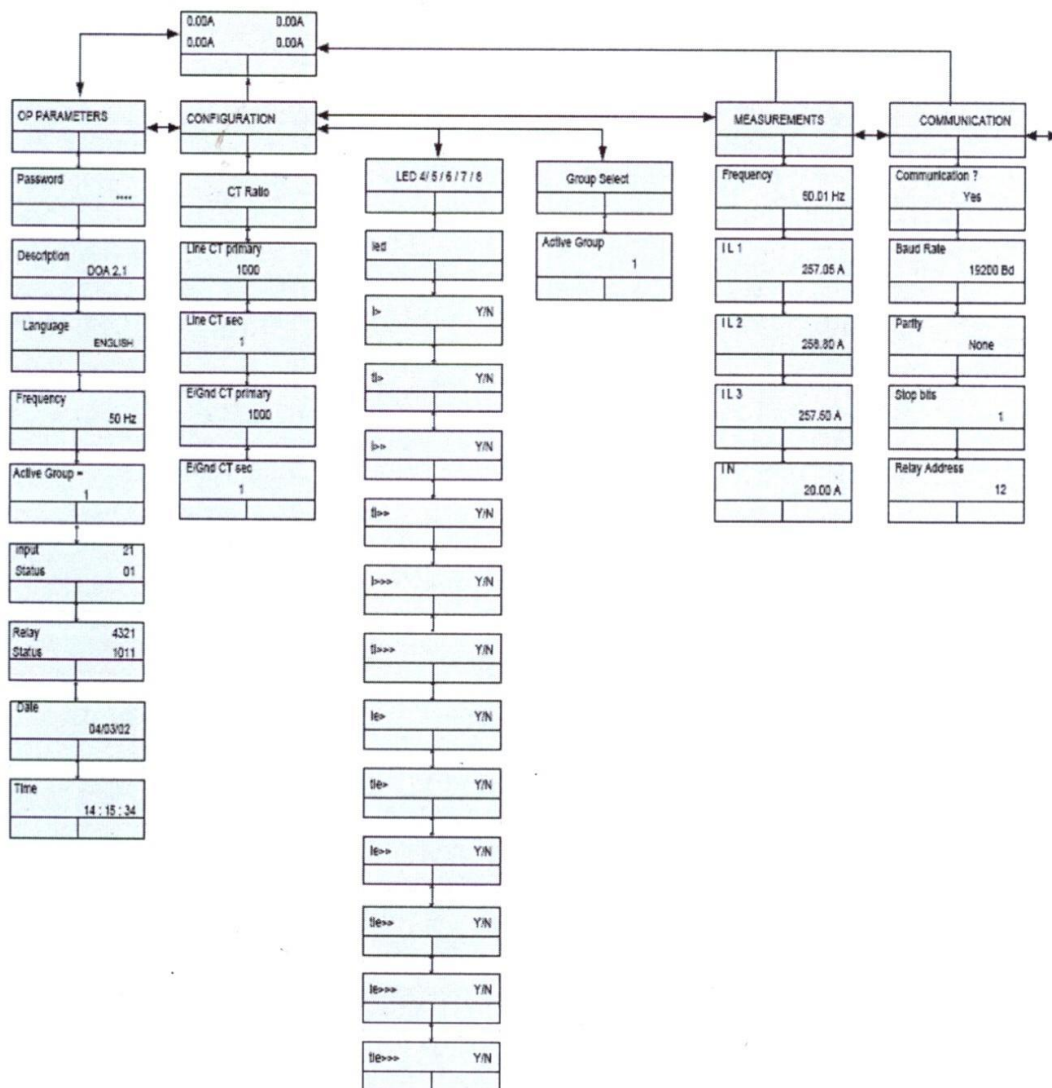 0.00A 0.00A
0.00A 0.00A
OP PARAMETERS
Password
****
Description
DOA 2.1
Language
ENGLISH
Frequency
50 Hz
Active Group =
1
Input 21
Status 01
Relay 4321
Status 1011
Date
04/03/02
Time
14 : 15 : 34
CONFIGURATION
CT Ratio
Line CT primary
1000
Line CT sec
1
E/Gnd CT primary
1000
E/Gnd CT sec
1
LED 4/ 5 / 6 / 7 / 8
led
I> Y/N
tI> Y/N
I>> Y/N
tI>> Y/N
I>>> Y/N
tI>>> Y/N
Ie> Y/N
tIe> Y/N
Ie>> Y/N
tIe>> Y/N
Ie>>> Y/N
tIe>>> Y/N
Group Select
Active Group
1
MEASUREMENTS
Frequency
50.01 Hz
I L 1
257.05 A
I L 2
258.80 A
I L 3
257.50 A
I N
20.00 A
COMMUNICATION
Communication ?
Yes
Baud Rate
19200 Bd
Parity
None
Stop bits
1
Relay Address
12